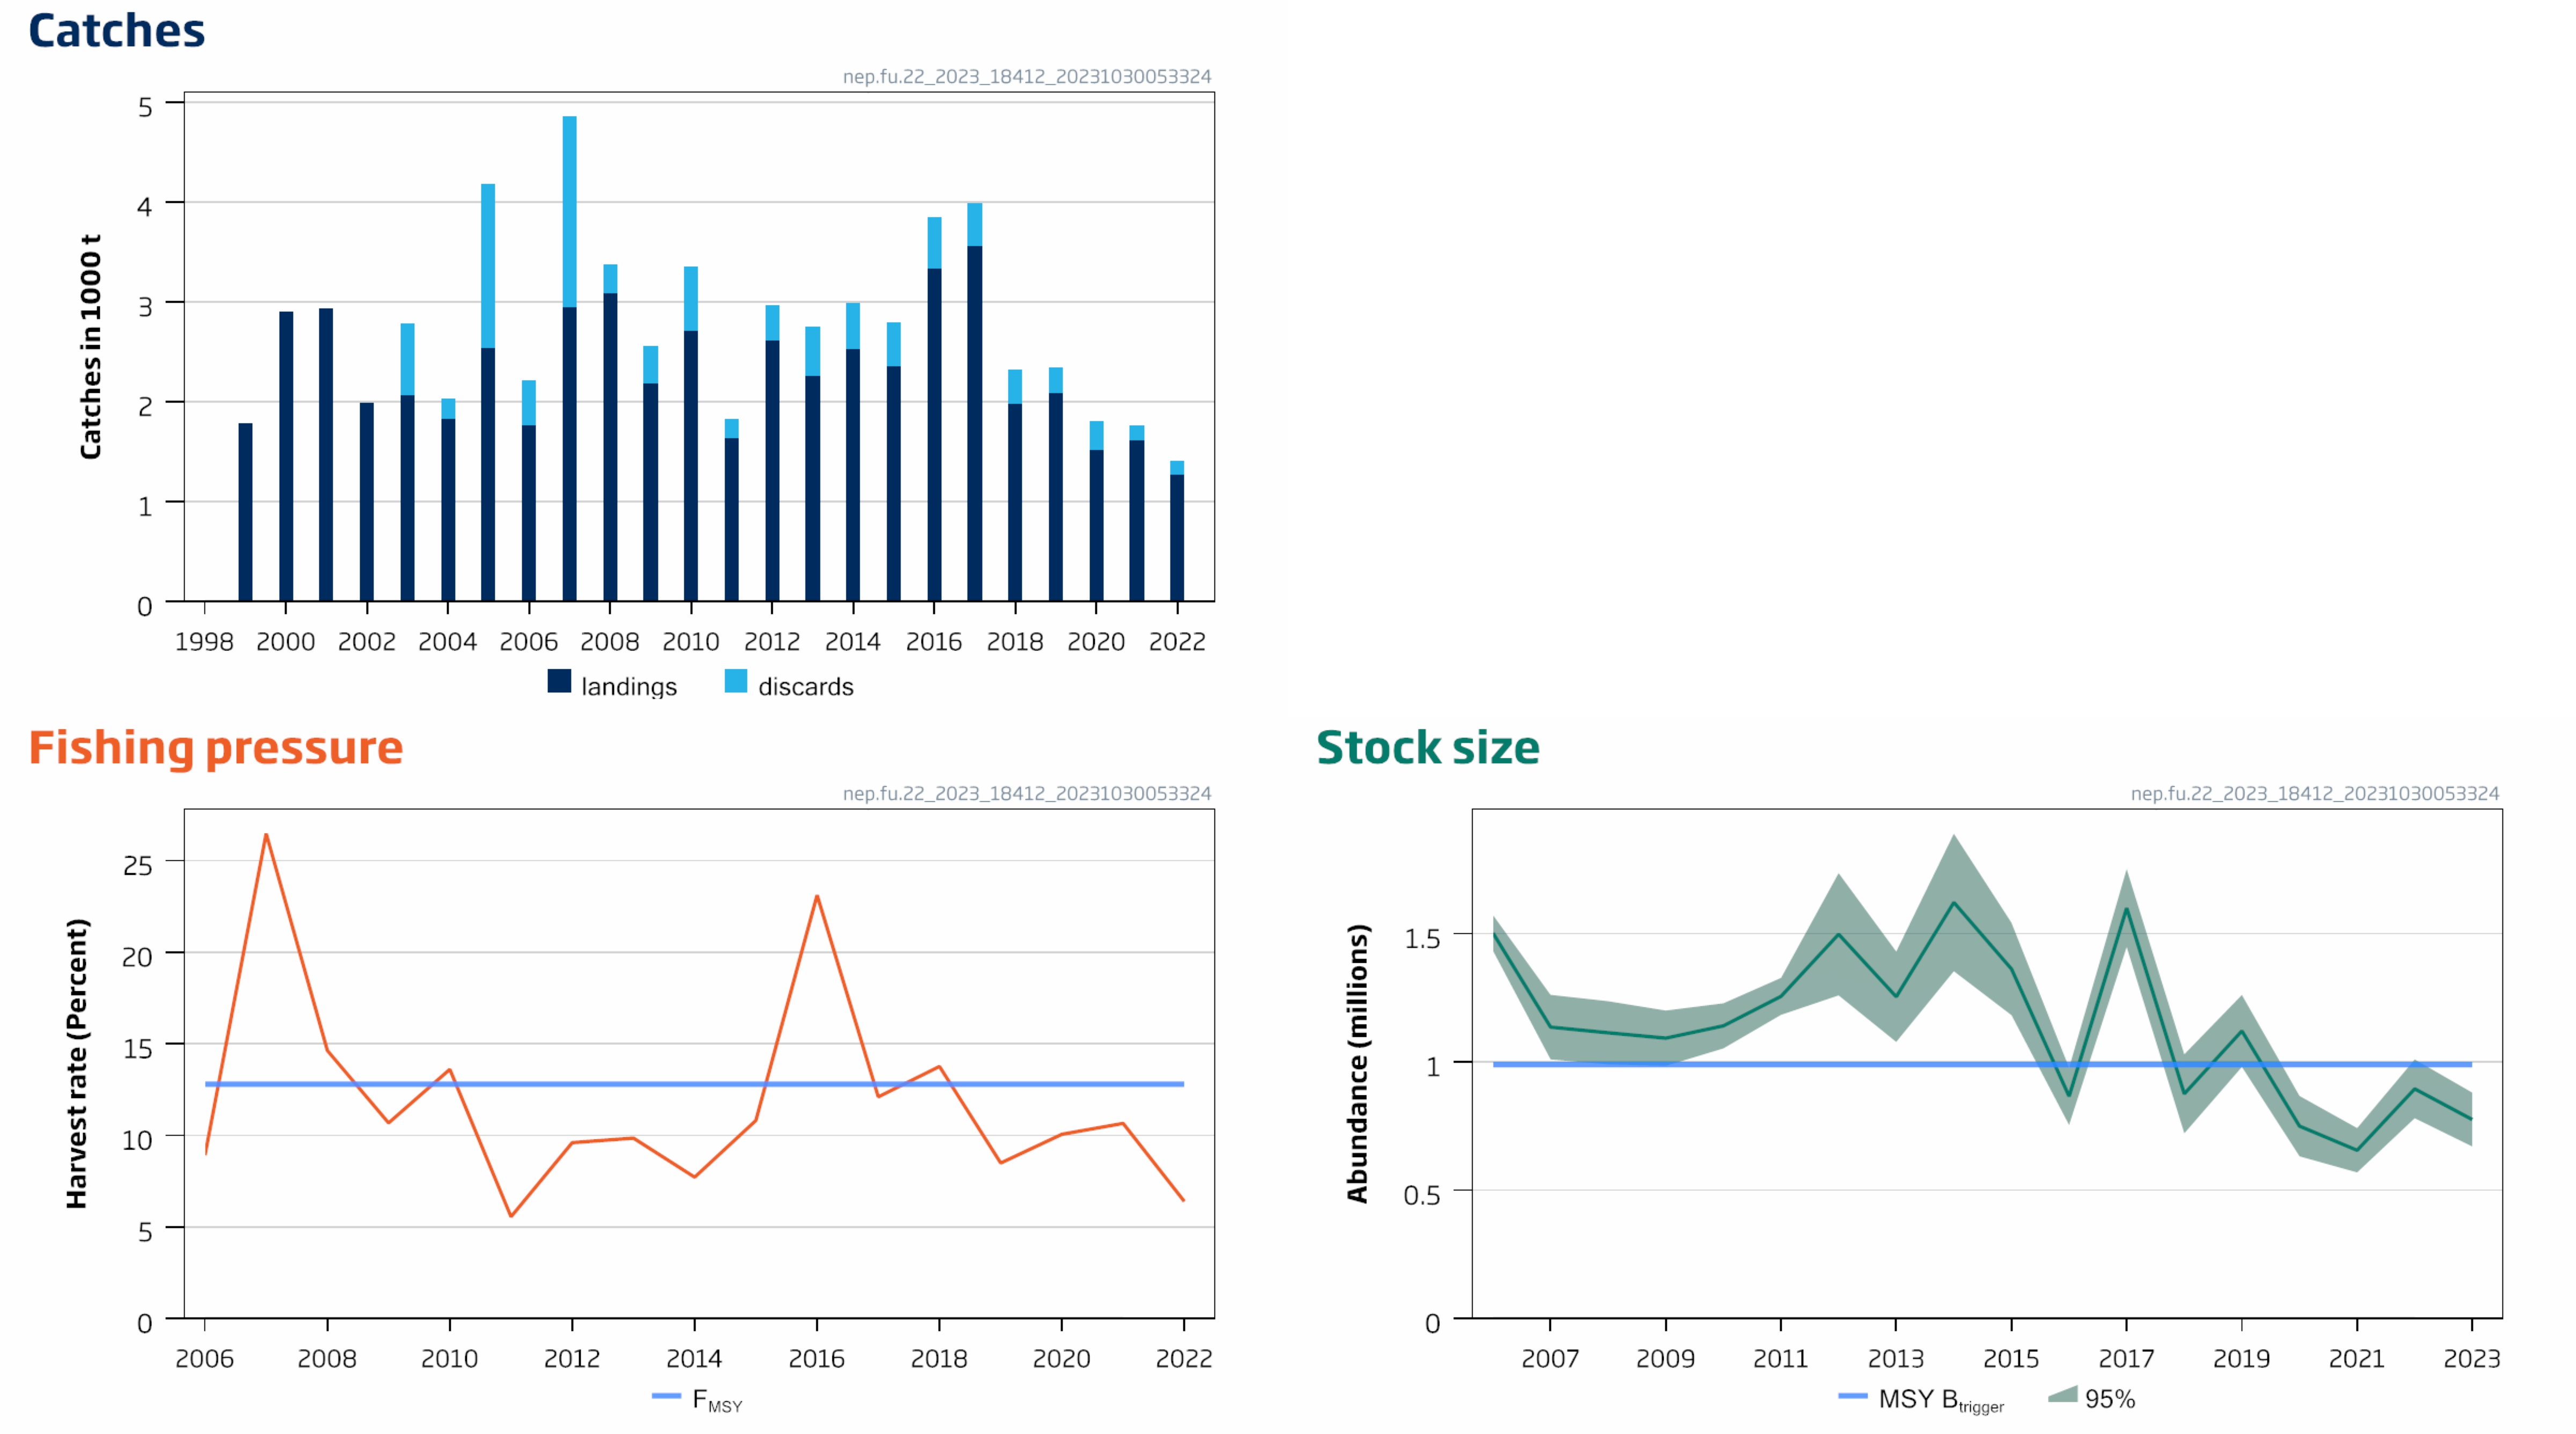 Catches
nep.fu.22_2023_18412_20231030053324
Catches in 1000 t
5
4
3
2
1
0
1998 2000 2002 2004 2006 2008 2010 2012 2014 2016 2018 2020 2022
landings discards
Fishing pressure
nep.fu.22_2023_18412_20231030053324
Harvest rate (Percent)
25
20
15
10
5
0
2006 2008 2010 2012 2014 2016 2018 2020 2022
FMSY
Stock size
nep.fu.22_2023_18412_20231030053324
Abundance (millions)
1.5
1
0.5
0
2007 2009 2011 2013 2015 2017 2019 2021 2023
MSY Btrigger 95%